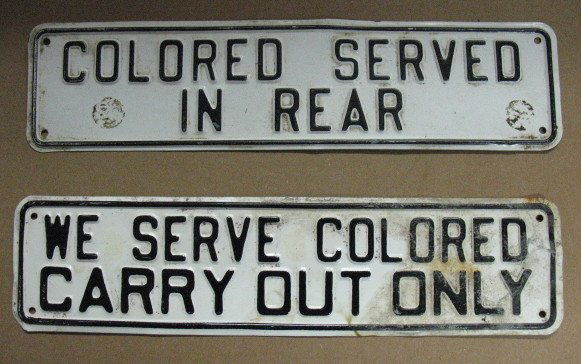 COLORED SERVED
IN REAR
WE SERVE COLORED
CARRY OUT ONLY